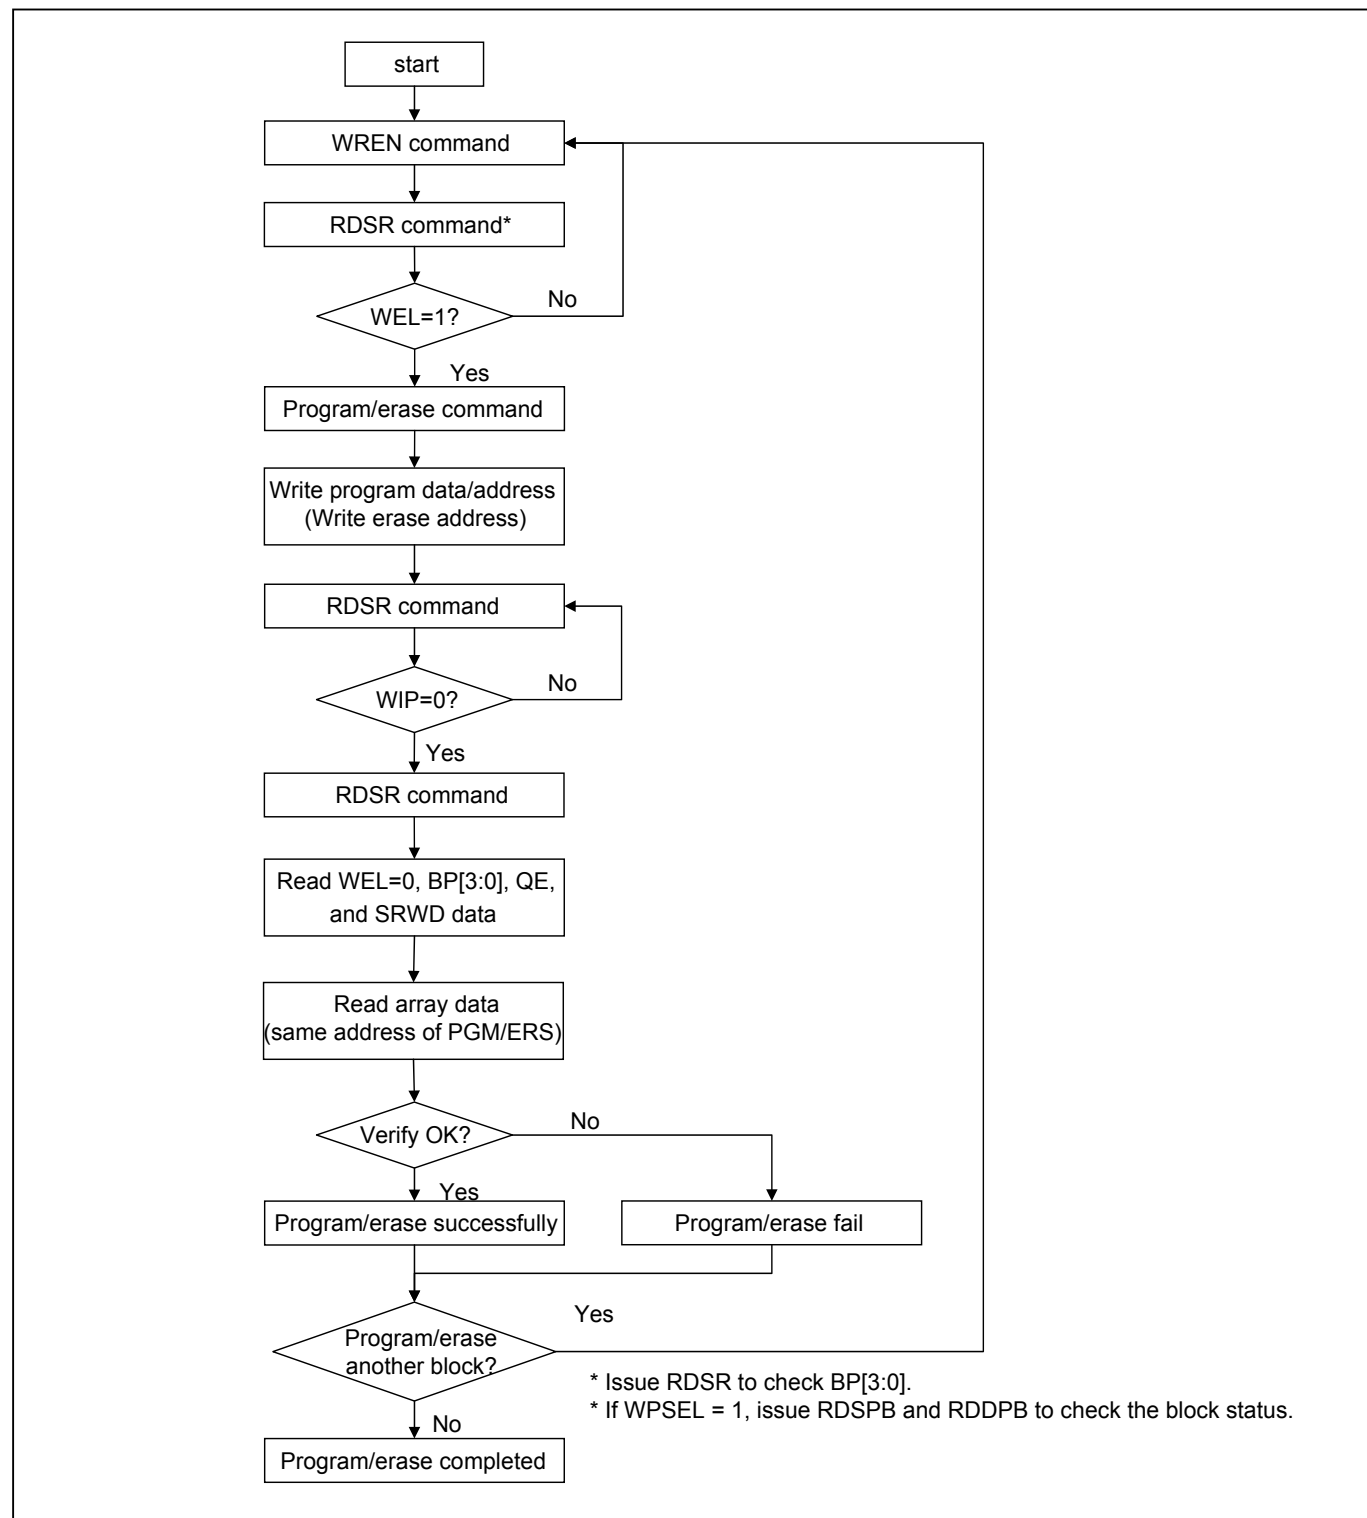 start
WREN command
RDSR command*
WEL=1?
No
Yes
Program/erase command
Write program data/address
(Write erase address)
RDSR command
WIP=0?
No
Yes
RDSR command
Read WEL=0, BP[3:0], QE,
and SRWD data
Read array data
(same address of PGM/ERS)
Verify OK?
No
Yes
Program/erase successfully
Program/erase fail
Program/erase
another block?
Yes
* Issue RDSR to check BP[3:0].
* If WPSEL = 1, issue RDSPB and RDDPB to check the block status.
No
Program/erase completed